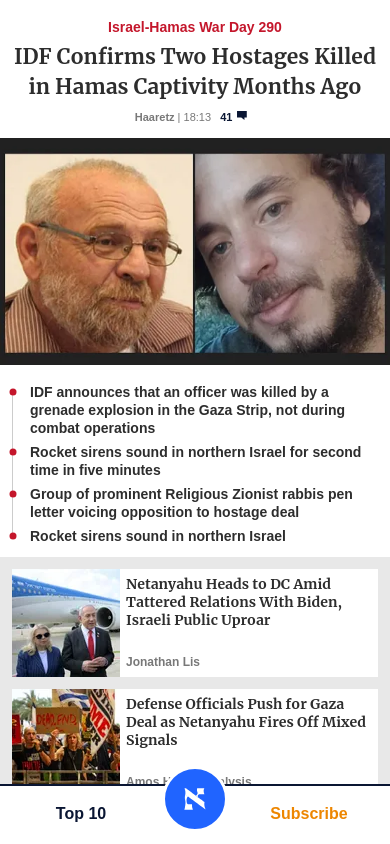 Israel-Hamas War Day 290
IDF Confirms Two Hostages Killed
in Hamas Captivity Months Ago
Haaretz | 18:13 41
IDF announces that an officer was killed by a
grenade explosion in the Gaza Strip, not during
combat operations
Rocket sirens sound in northern Israel for second
time in five minutes
Group of prominent Religious Zionist rabbis pen
letter voicing opposition to hostage deal
Rocket sirens sound in northern Israel
Netanyahu Heads to DC Amid
Tattered Relations With Biden,
Israeli Public Uproar
Jonathan Lis
DEAD END
Defense Officials Push for Gaza
Deal as Netanyahu Fires Off Mixed
Signals
Amos
Top 10
Subscribe